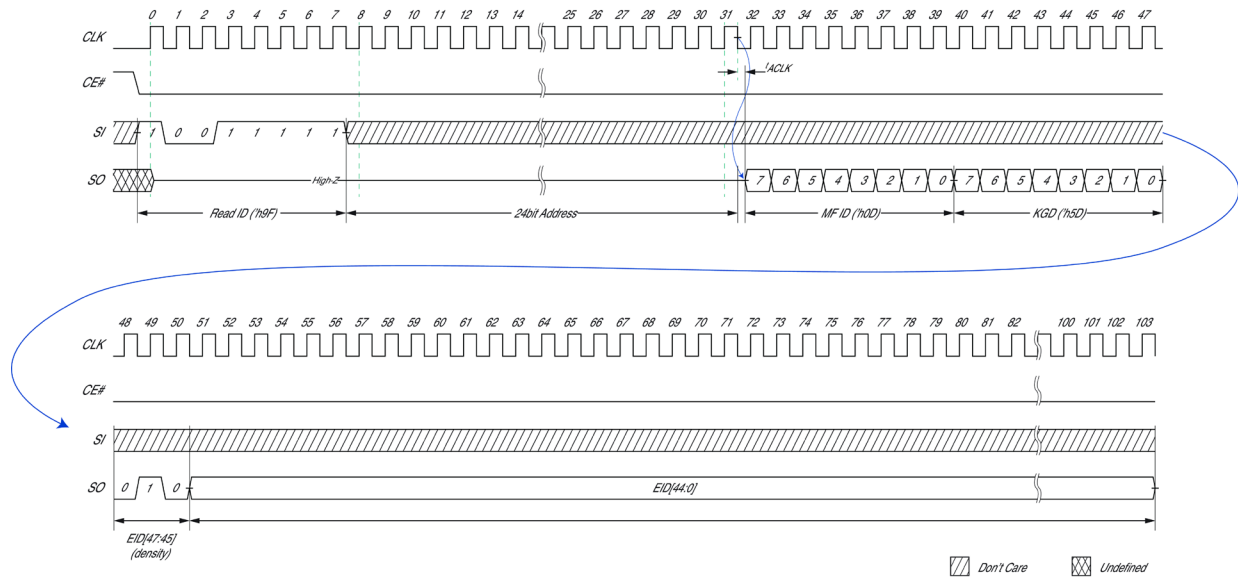 0 1 2 3 4 5 6 7 8 9 10 11 12 13 14 25 26 27 28 29 30 31 32 33 34 35 36 37 38 39 40 41 42 43 44 45 46 47
CLK
tACLK
CE#
SI 1 0 0 1 1 1 1 1
SO High-Z 7 6 5 4 3 2 1 0 7 6 5 4 3 2 1 0
Read ID ('h9F) 24bit Address MF ID ('h0D) KGD ('h5D)
48 49 50 51 52 53 54 55 56 57 58 59 60 61 62 63 64 65 66 67 68 69 70 71 72 73 74 75 76 77 78 79 80 81 82 100 101 102 103
CLK
CE#
SI
SO 0 1 0 EID[44:0]
EID[47:45]
(density)
Don't Care Undefined